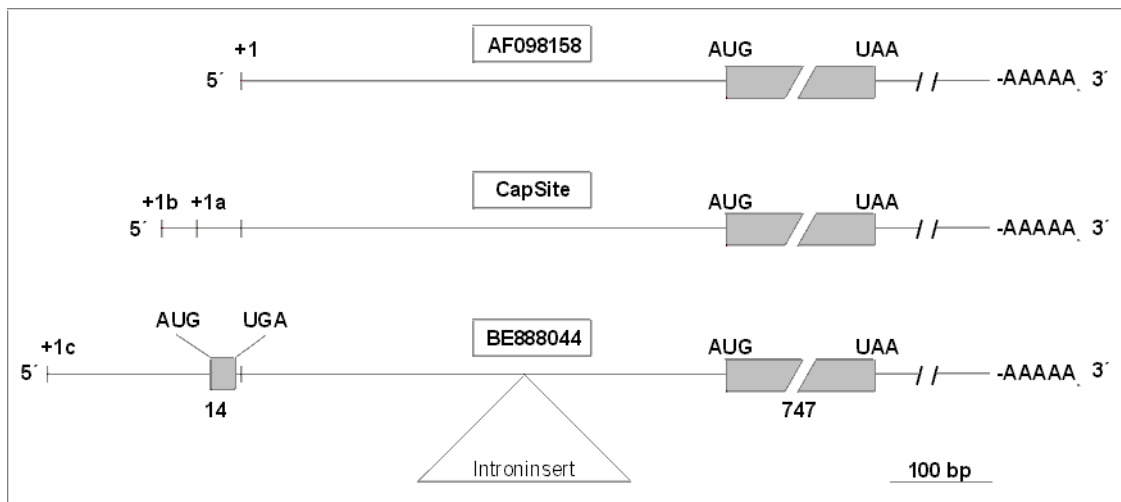 AF098158
+1
AUG UAA
5´ -AAAAA 3´
CapSite
+1b +1a
AUG UAA
5´ -AAAAA 3´
AUG UGA
BE888044
+1c
AUG UAA
5´ -AAAAA 3´
14 747
Introninsert
100 bp